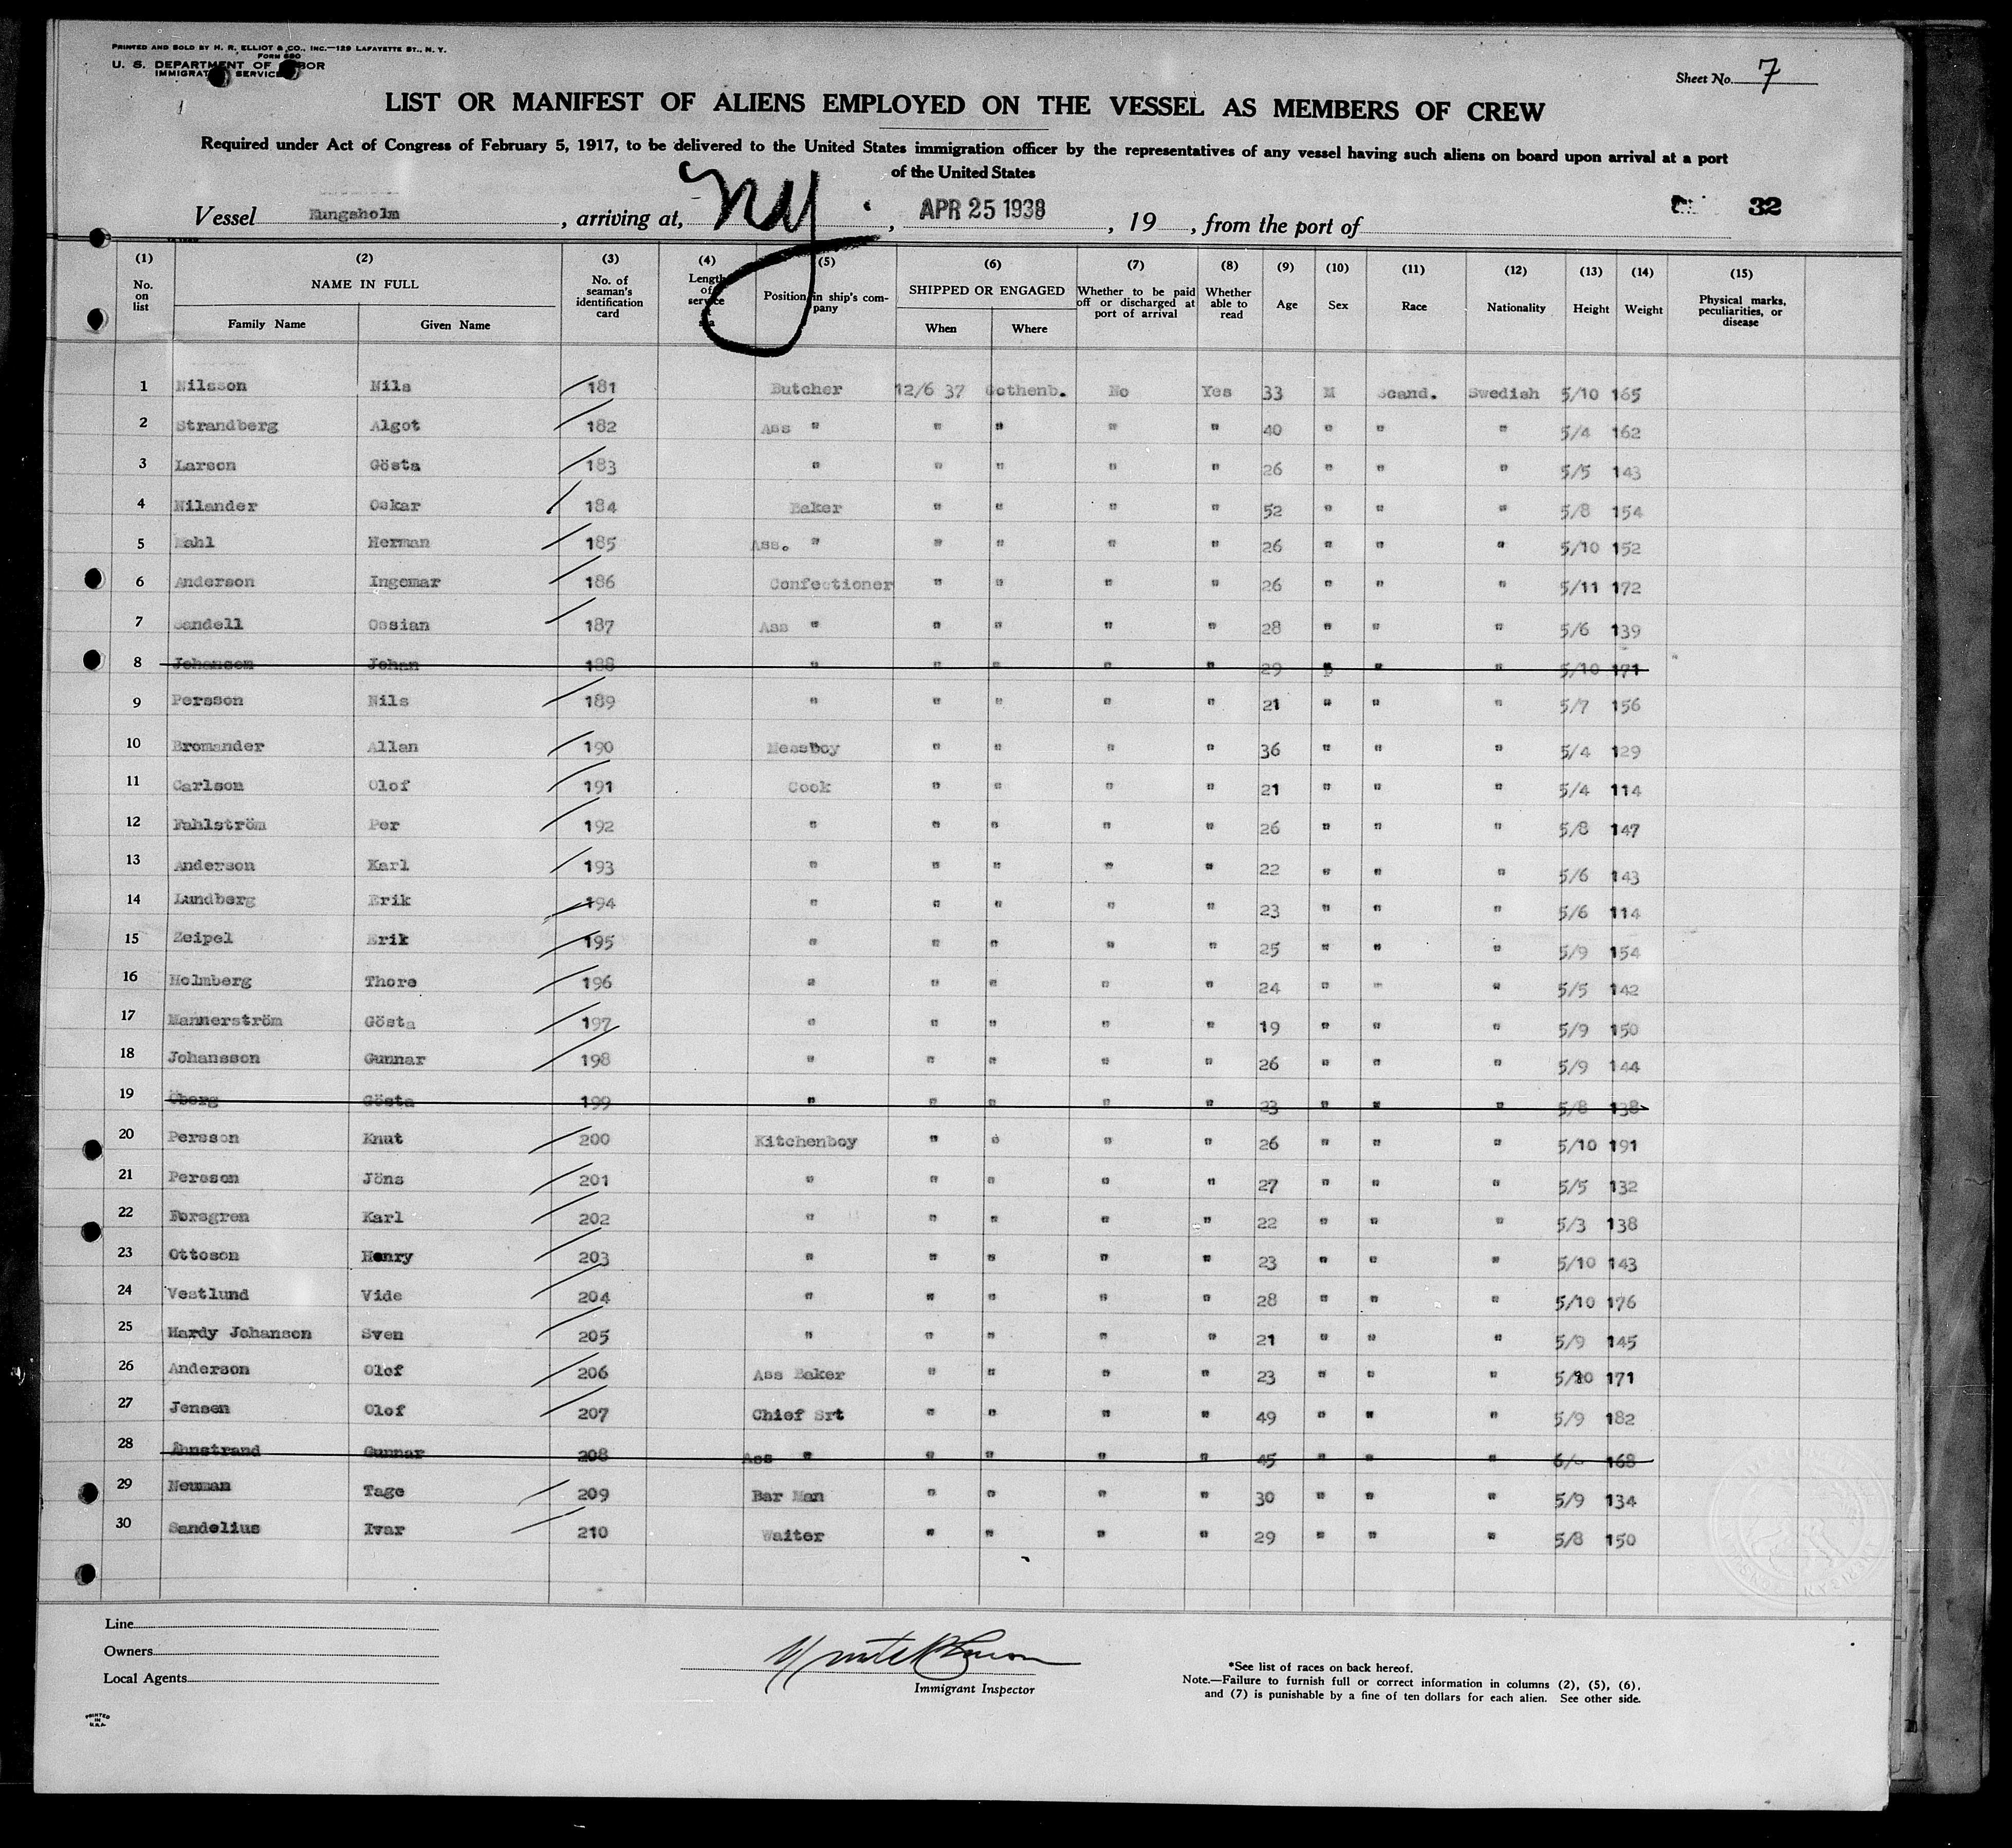 PRINTED AND SOLD BY H. R. ELLIOT & CO., INC.—129 LAFAYETTE ST., N. Y.
FORM 680
U. S. DEPARTMENT OF LABOR
IMMIGRATION SERVICE
Sheet No. 7
LIST OR MANIFEST OF ALIENS EMPLOYED ON THE VESSEL AS MEMBERS OF CREW
Required under Act of Congress of February 5, 1917, to be delivered to the United States immigration officer by the representatives of any vessel having such aliens on board upon arrival at a port
of the United States
32
Vessel Kungsholm, arriving at, NY, APR 25 1938, 19, from the port of
(1) (2) (3) (4) (5) (6) (7) (8) (9) (10) (11) (12) (13) (14) (15)
No. on list NAME IN FULL Family Name Given Name No. of seaman's identification card Length of service Position in ship's company SHIPPED OR ENGAGED When Where Whether to be paid off or discharged at port of arrival Whether able to read Age Sex Race Nationality Height Weight Physical marks, peculiarities, or disease
1 Nilsson Nils 181 Butcher 12/6 37 Gothenb. No Yes 33 M Scand. Swedish 5/10 165
2 Strandberg Algot 182 Ass " " " " " 40 " " " 5/4 162
3 Larson Gösta 183 " " " " " 26 " " " 5/5 143
4 Nilander Oskar 184 Baker " " " " 52 " " " 5/8 154
5 Mahl Herman 185 Ass. " " " " " 26 " " " 5/10 152
6 Anderson Ingemar 186 Confectioner " " " " 26 " " " 5/11 172
7 Sandell Ossian 187 Ass " " " " " 28 " " " 5/6 139
8 Johanson Johan 188 " " " " " 29 " " 5/10 171
9 Persson Nils 189 " " " " " 21 " " " 5/7 156
10 Bromander Allan 190 Messboy " " " " 36 " " " 5/4 129
11 Carlson Olof 191 Cook " " " " 21 " " " 5/4 114
12 Fahlström Per 192 " " " " " 26 " " " 5/8 147
13 Anderson Karl 193 " " " " " 22 " " " 5/6 143
14 Lundberg Erik 194 " " " " " 23 " " " 5/6 114
15 Zeipel Erik 195 " " " " " 25 " " " 5/9 154
16 Holmberg Thore 196 " " " " " 24 " " " 5/5 142
17 Mannerström Gösta 197 " " " " " 19 " " " 5/9 150
18 Johansson Gunnar 198 " " " " " 26 " " " 5/9 144
19 Öberg Gösta 199 " " " " " 23 " " " 5/8 138
20 Persson Knut 200 Kitchenboy " " " " 26 " " " 5/10 191
21 Persson Jöns 201 " " " " " 27 " " " 5/5 132
22 Forsgren Karl 202 " " " " " 22 " " " 5/3 138
23 Ottoson Henry 203 " " " " " 23 " " " 5/10 143
24 Vestlund Vide 204 " " " " " 28 " " " 5/10 176
25 Hardy Johanson Sven 205 " " " " " 21 " " " 5/9 145
26 Anderson Olof 206 Ass Baker " " " " 23 " " " 5/10 171
27 Jensen Olof 207 Chief Srt " " " " 49 " " " 5/9 182
28 Ahnstrand Gunnar 208 Ass " " " " " 45 " " " 168
29 Neuman Tage 209 Bar Man " " " " 30 " " " 5/9 134
30 Sandelius Ivar 210 Waiter " " " " 29 " " " 5/8 150
Line
Owners
Local Agents
Immigrant Inspector
*See list of races on back hereof.
Note.—Failure to furnish full or correct information in columns (2), (5), (6), and (7) is punishable by a fine of ten dollars for each alien. See other side.
PRINTED
IN
U.S.A.